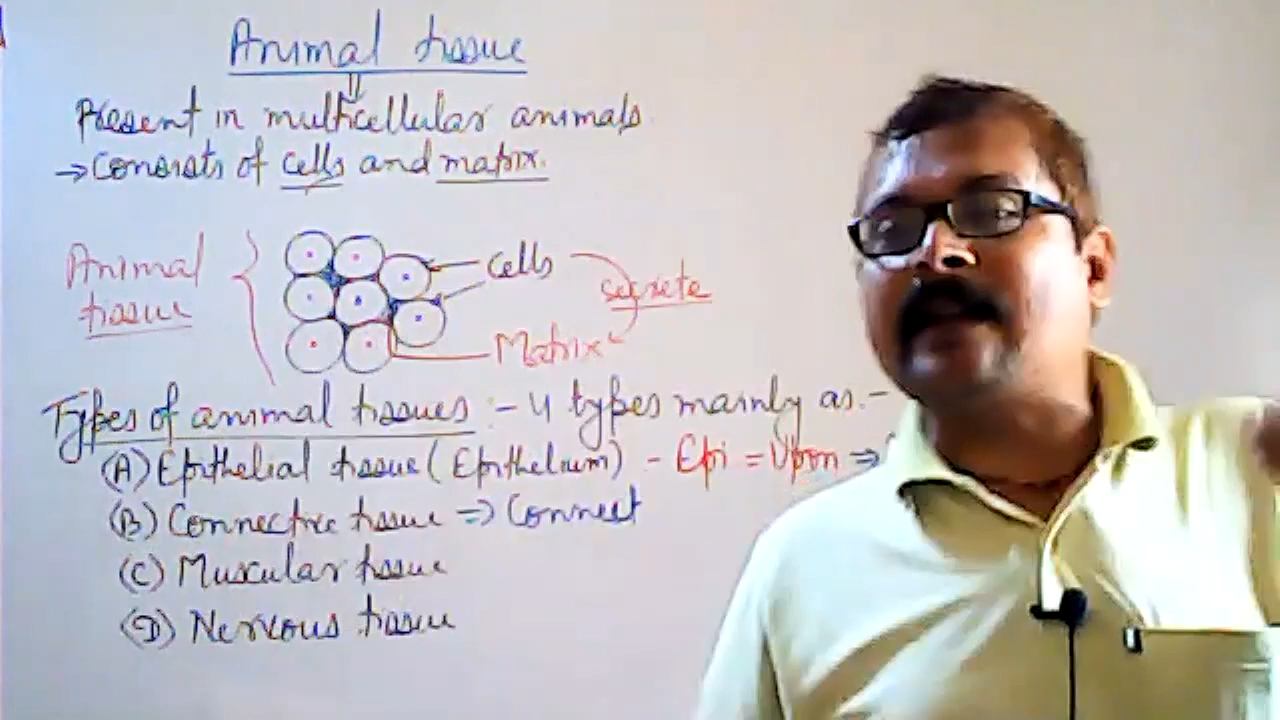 Animal tissue
Present in multicellular animals.
→ Consists of cells and matrix.
Animal tissue
Cells
secrete
Matrix
Types of animal tissues :- 4 types mainly as :-
(A) Epithelial tissue (Epithelium) - Epi = Upon ⇒
(B) Connective tissue ⇒ Connect
(C) Muscular tissue
(D) Nervous tissue